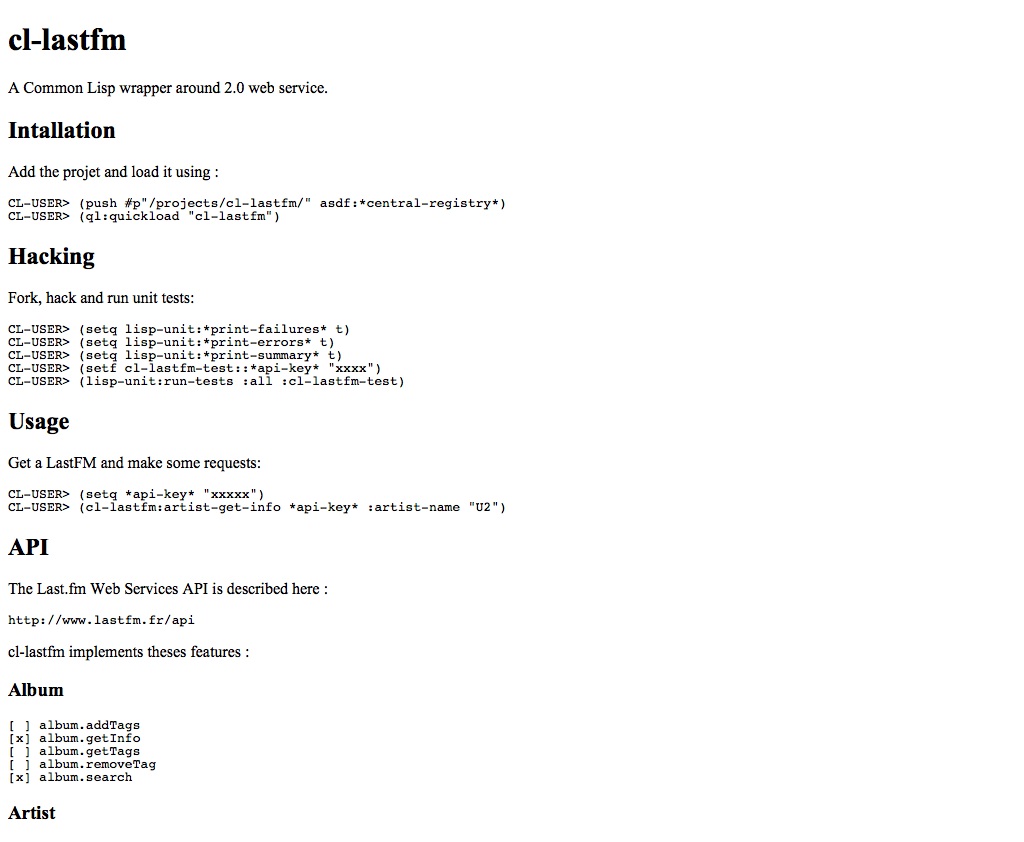 cl-lastfm
A Common Lisp wrapper around 2.0 web service.
Intallation
Add the projet and load it using :
CL-USER> (push #p"/projects/cl-lastfm/" asdf:*central-registry*)
CL-USER> (ql:quickload "cl-lastfm")
Hacking
Fork, hack and run unit tests:
CL-USER> (setq lisp-unit:*print-failures* t)
CL-USER> (setq lisp-unit:*print-errors* t)
CL-USER> (setq lisp-unit:*print-summary* t)
CL-USER> (setf cl-lastfm-test::*api-key* "xxxx")
CL-USER> (lisp-unit:run-tests :all :cl-lastfm-test)
Usage
Get a LastFM and make some requests:
CL-USER> (setq *api-key* "xxxxx")
CL-USER> (cl-lastfm:artist-get-info *api-key* :artist-name "U2")
API
The Last.fm Web Services API is described here :
http://www.lastfm.fr/api
cl-lastfm implements theses features :
Album
[ ] album.addTags
[x] album.getInfo
[ ] album.getTags
[ ] album.removeTag
[x] album.search
Artist